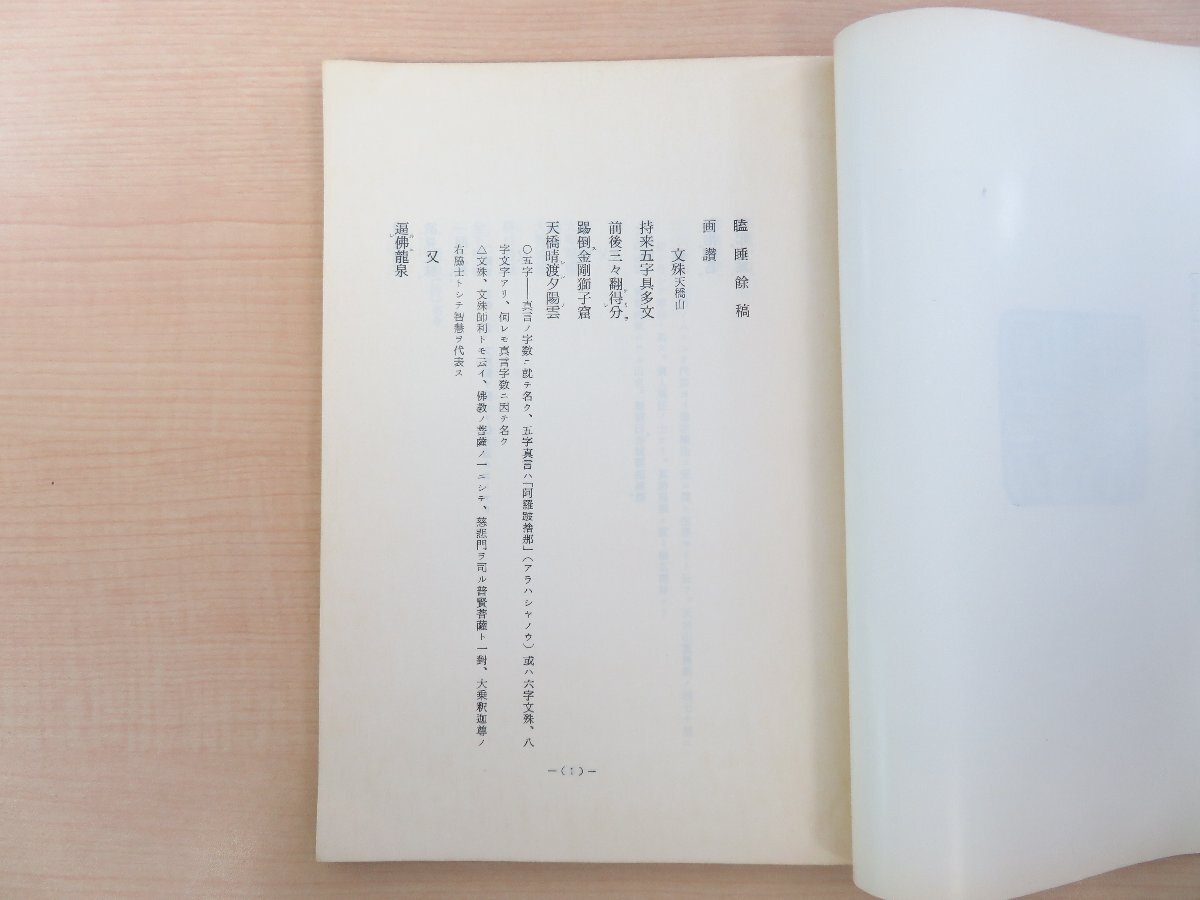 瞌睡餘稿
画讃
文殊 天橋山
持来五字具多文
前後三々翻得分
踢倒金剛獅子窟
天橋晴渡夕陽雲
○五字――真言ノ字数ニ就テ名ク、五字真言ハ「阿羅跛捨那」(アラハシヤノウ)或ハ六字文殊、八
字文字アリ、何レモ真言字数ニ因テ名ク
△文殊、文殊師利トモ云イ、佛教ノ菩薩ノ一ニシテ、慈悲門ヲ司ル普賢菩薩ト一對、大乗釈迦尊ノ
右脇士トシテ智慧ヲ代表ス
又
逼佛龍泉
―(1)―